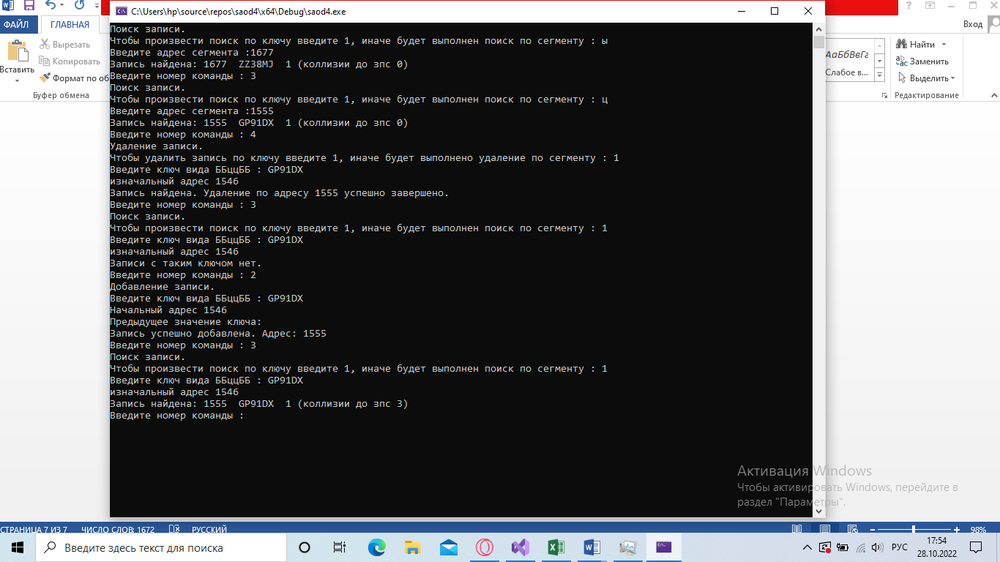 C:\Users\hp\source\repos\saod4\x64\Debug\saod4.exe
ФАЙЛ
ГЛАВНАЯ
Вход
Вставить
Вырезать
Копировать
Формат по об
Буфер обмена
АаБбВвГг
Слабое в...
Найти
Заменить
Выделить
Редактирование
Поиск записи.
Чтобы произвести поиск по ключу введите 1, иначе будет выполнен поиск по сегменту : ы
Введите адрес сегмента :1677
Запись найдена: 1677  ZZ38MJ  1 (коллизии до зпс 0)
Введите номер команды : 3
Поиск записи.
Чтобы произвести поиск по ключу введите 1, иначе будет выполнен поиск по сегменту : ц
Введите адрес сегмента :1555
Запись найдена: 1555  GP91DX  1 (коллизии до зпс 0)
Введите номер команды : 4
Удаление записи.
Чтобы удалить запись по ключу введите 1, иначе будет выполнено удаление по сегменту : 1
Введите ключ вида ББццББ : GP91DX
изначальный адрес 1546
Запись найдена. Удаление по адресу 1555 успешно завершено.
Введите номер команды : 3
Поиск записи.
Чтобы произвести поиск по ключу введите 1, иначе будет выполнен поиск по сегменту : 1
Введите ключ вида ББццББ : GP91DX
изначальный адрес 1546
Записи с таким ключом нет.
Введите номер команды : 2
Добавление записи.
Введите ключ вида ББццББ : GP91DX
Начальный адрес 1546
Предыдущее значение ключа:
Запись успешно добавлена. Адрес: 1555
Введите номер команды : 3
Поиск записи.
Чтобы произвести поиск по ключу введите 1, иначе будет выполнен поиск по сегменту : 1
Введите ключ вида ББццББ : GP91DX
изначальный адрес 1546
Запись найдена: 1555  GP91DX  1 (коллизии до зпс 3)
Введите номер команды :
Активация Windows
Чтобы активировать Windows, перейдите в
раздел "Параметры".
СТРАНИЦА 7 ИЗ 7
ЧИСЛО СЛОВ: 1672
РУССКИЙ
98%
Введите здесь текст для поиска
РУС
17:54
28.10.2022